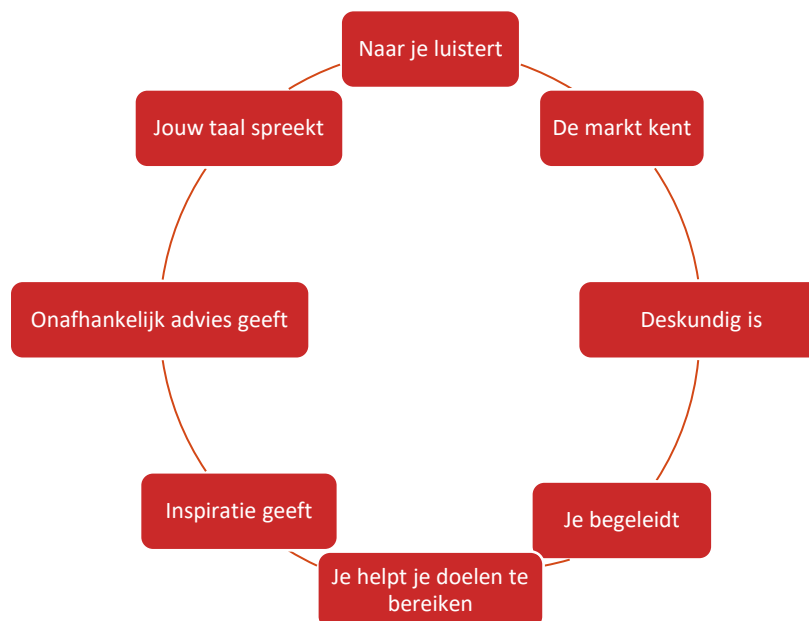 Naar je luistert
De markt kent
Deskundig is
Je begeleidt
Je helpt je doelen te
bereiken
Inspiratie geeft
Onafhankelijk advies geeft
Jouw taal spreekt